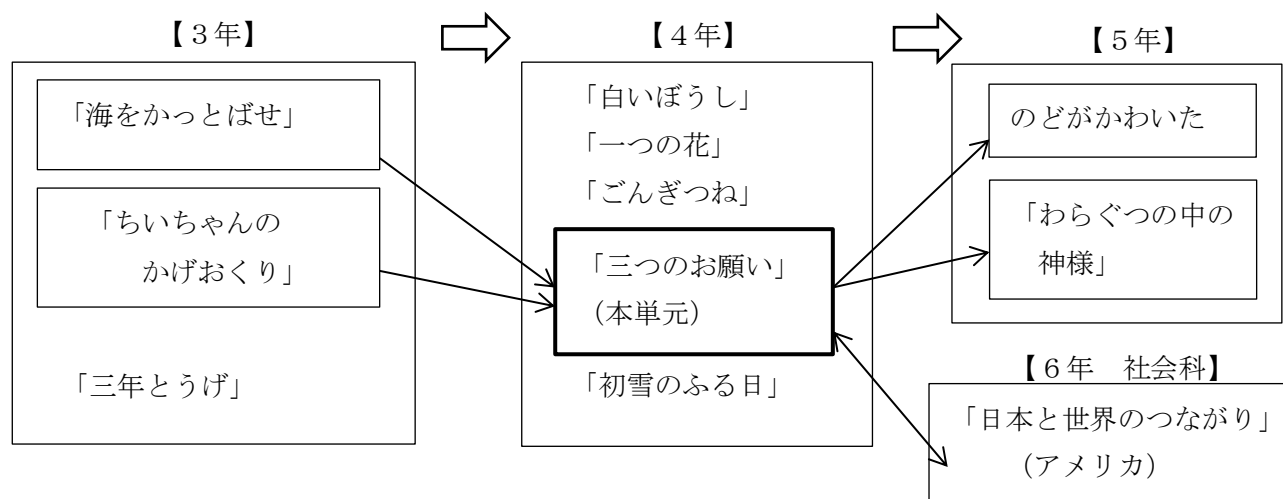 【３年】
「海をかっとばせ」
「ちいちゃんの
かげおくり」
「三年とうげ」
【４年】
「白いぼうし」
「一つの花」
「ごんぎつね」
「三つのお願い」
（本単元）
「初雪のふる日」
【５年】
のどがかわいた
「わらぐつの中の
神様」
【６年　社会科】
「日本と世界のつながり」
（アメリカ）